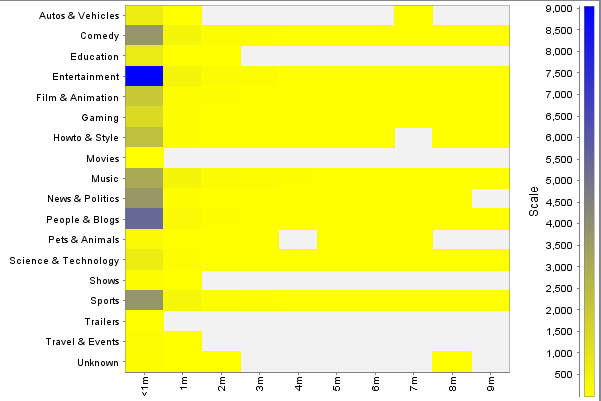 Autos & Vehicles
Comedy
Education
Entertainment
Film & Animation
Gaming
Howto & Style
Movies
Music
News & Politics
People & Blogs
Pets & Animals
Science & Technology
Shows
Sports
Trailers
Travel & Events
Unknown
<1m
1m
2m
3m
4m
5m
6m
7m
8m
9m
Scale
9,000
8,500
8,000
7,500
7,000
6,500
6,000
5,500
5,000
4,500
4,000
3,500
3,000
2,500
2,000
1,500
1,000
500